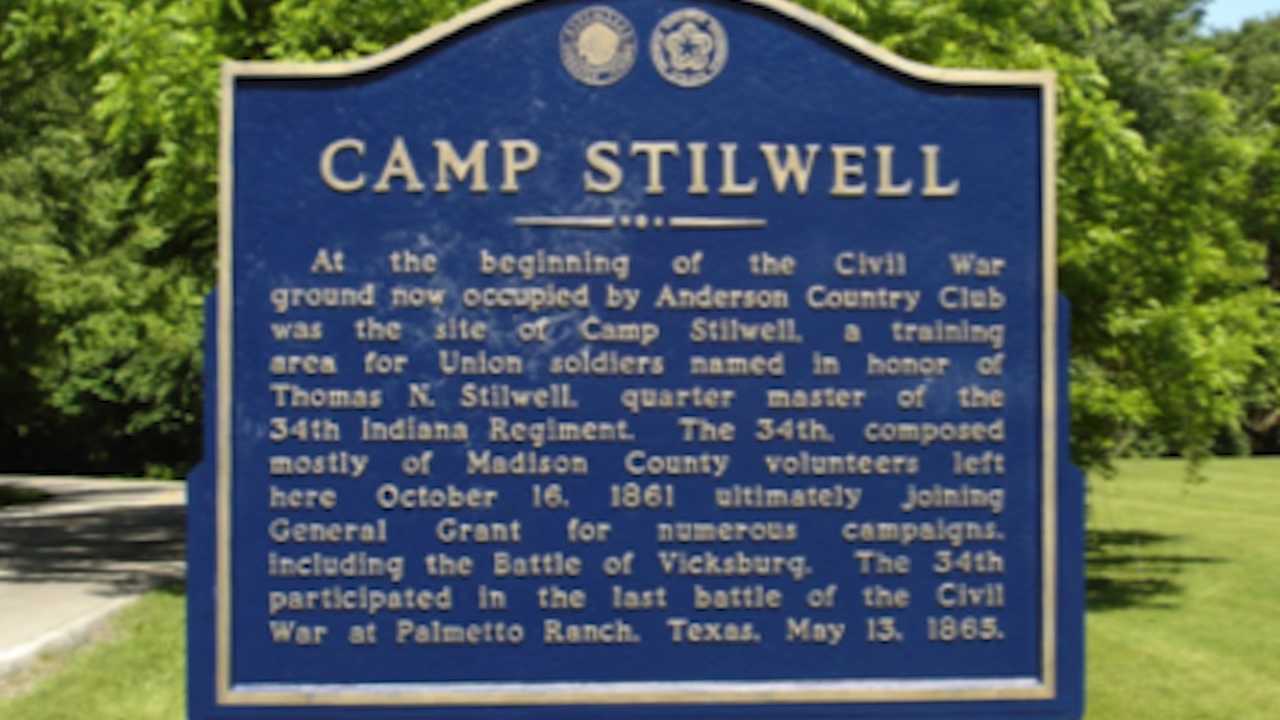 CAMP STILWELL
At the beginning of the Civil War
ground now occupied by Anderson Country Club
was the site of Camp Stilwell, a training
area for Union soldiers named in honor of
Thomas N. Stilwell, quarter master of the
34th Indiana Regiment. The 34th, composed
mostly of Madison County volunteers left
here October 16, 1861 ultimately joining
General Grant for numerous campaigns,
including the Battle of Vicksburg. The 34th
participated in the last battle of the Civil
War at Palmetto Ranch, Texas, May 13, 1865.